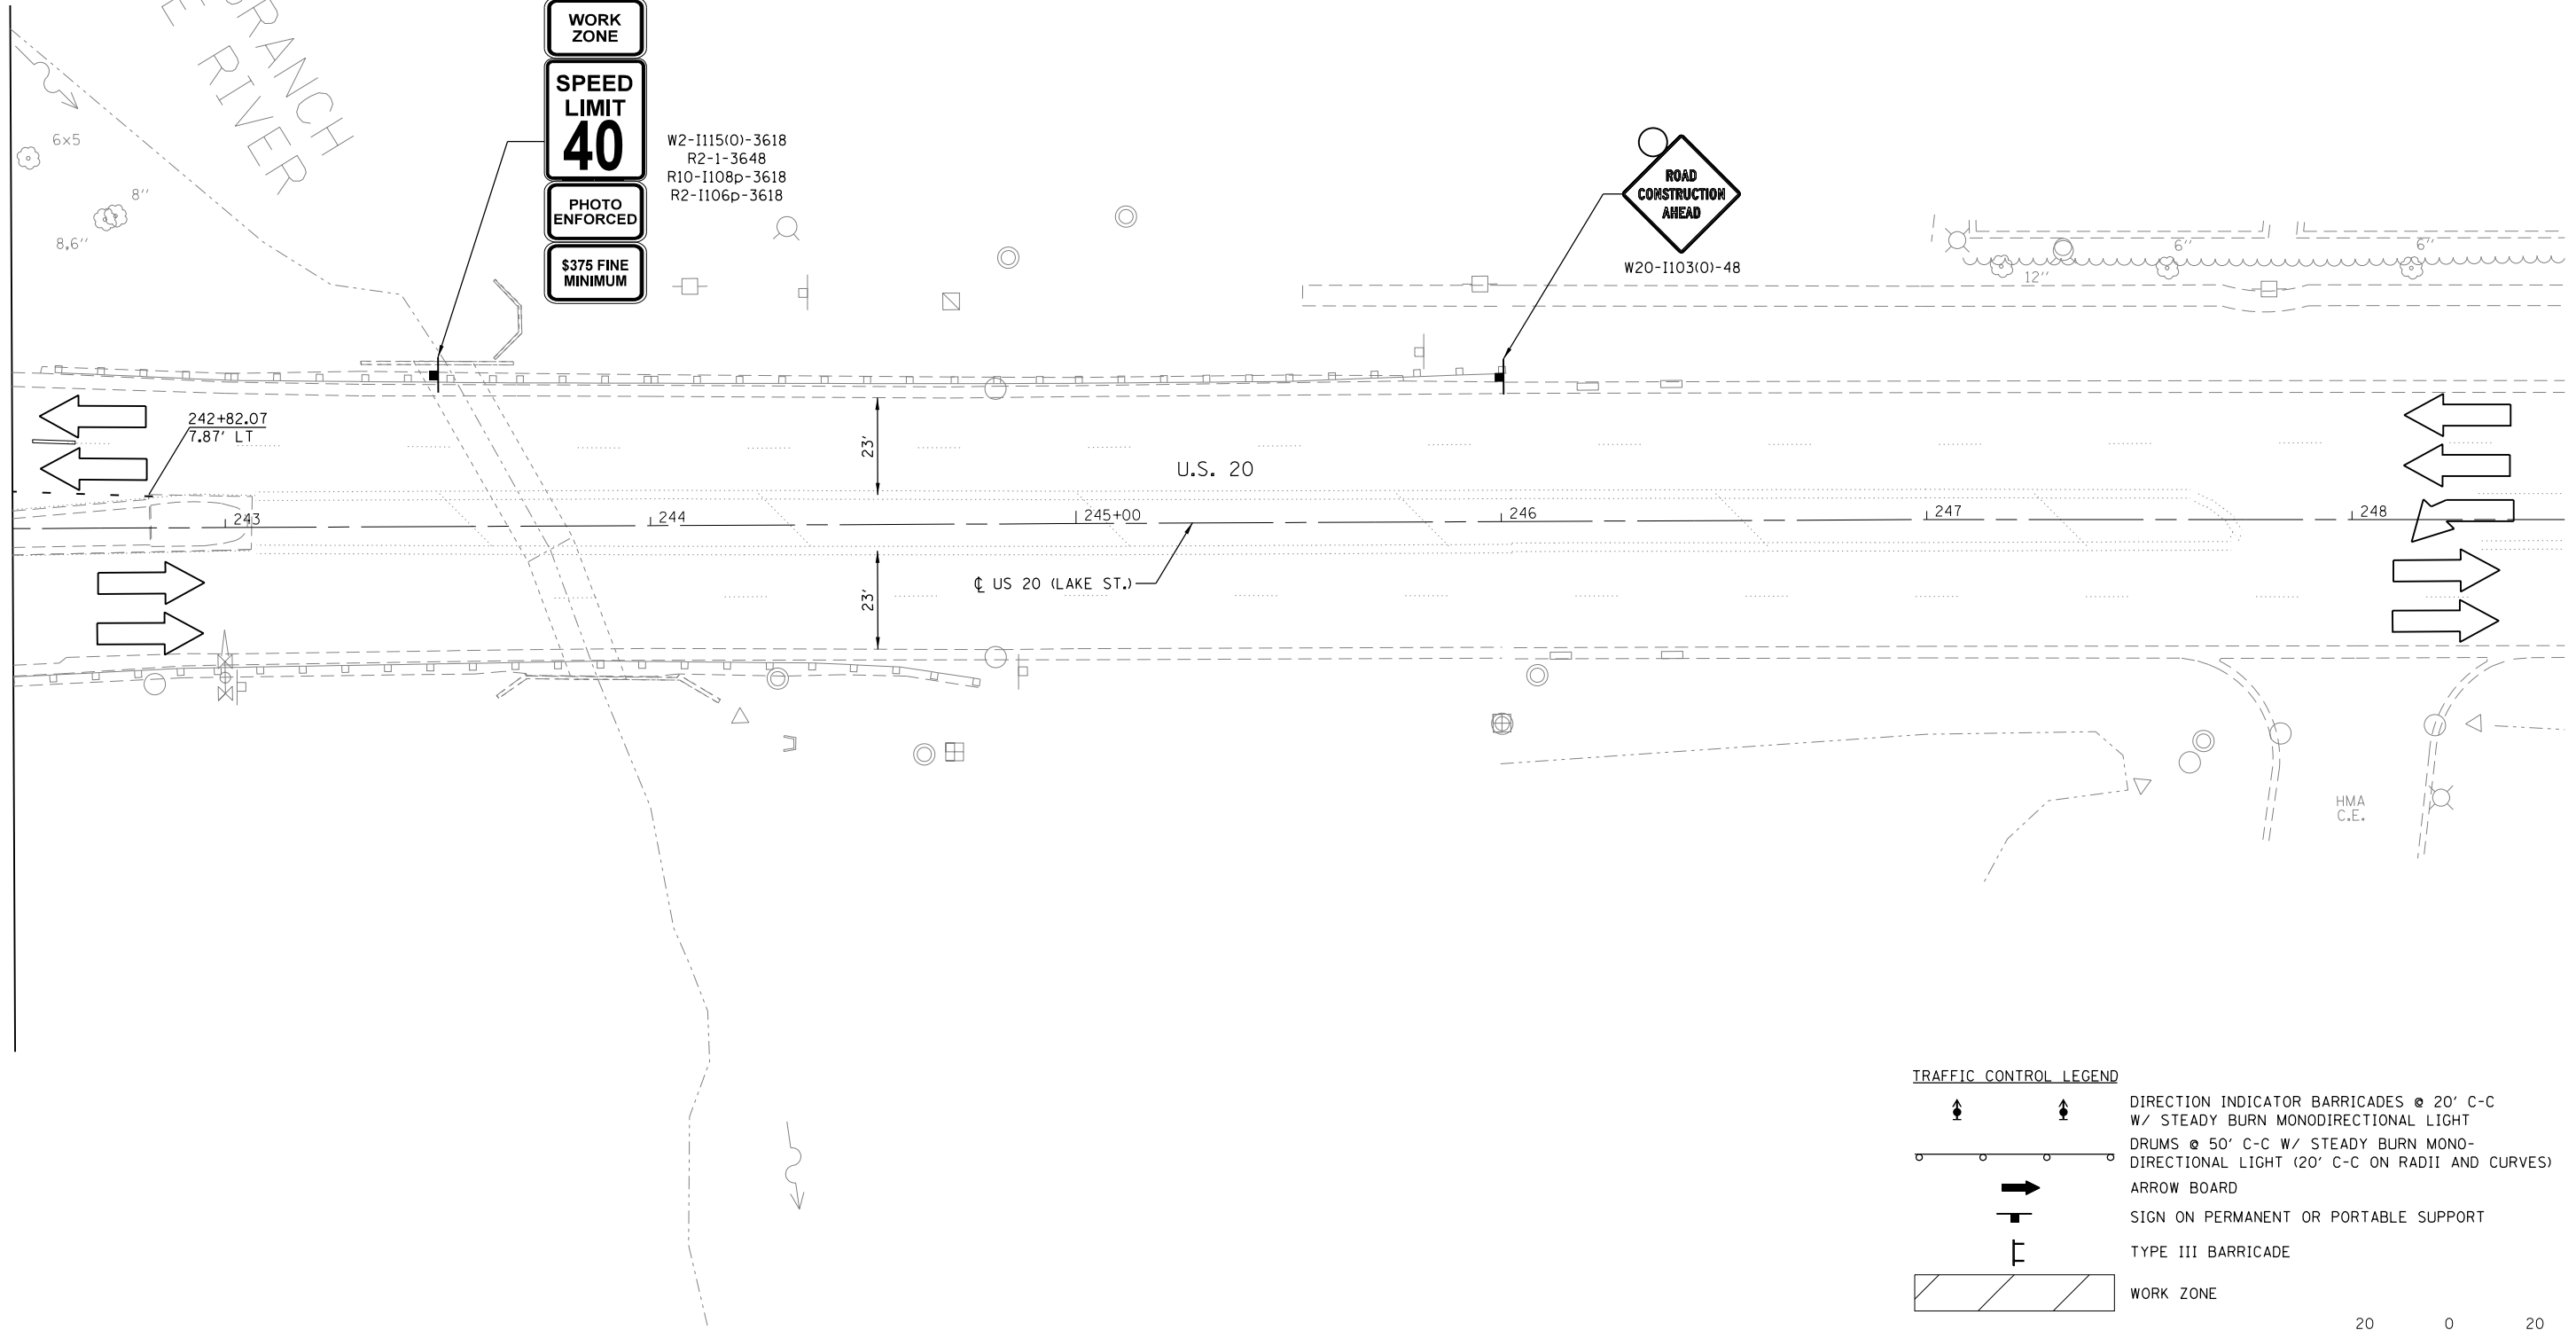 BRANCH
E RIVER
WORK
ZONE
SPEED
LIMIT
40
PHOTO
ENFORCED
$375 FINE
MINIMUM
W2-I115(O)-3618
R2-1-3648
R10-I108p-3618
R2-I106p-3618
ROAD
CONSTRUCTION
AHEAD
W20-I103(O)-48
6x5
8''
8,6''
12''
6''
6''
242+82.07
7.87' LT
23'
U.S. 20
243
244
245+00
246
247
248
23'
℄ US 20 (LAKE ST.)
HMA
C.E.
TRAFFIC CONTROL LEGEND
DIRECTION INDICATOR BARRICADES @ 20' C-C
W/ STEADY BURN MONODIRECTIONAL LIGHT
DRUMS @ 50' C-C W/ STEADY BURN MONO-
DIRECTIONAL LIGHT (20' C-C ON RADII AND CURVES)
ARROW BOARD
SIGN ON PERMANENT OR PORTABLE SUPPORT
TYPE III BARRICADE
WORK ZONE
20 0 20